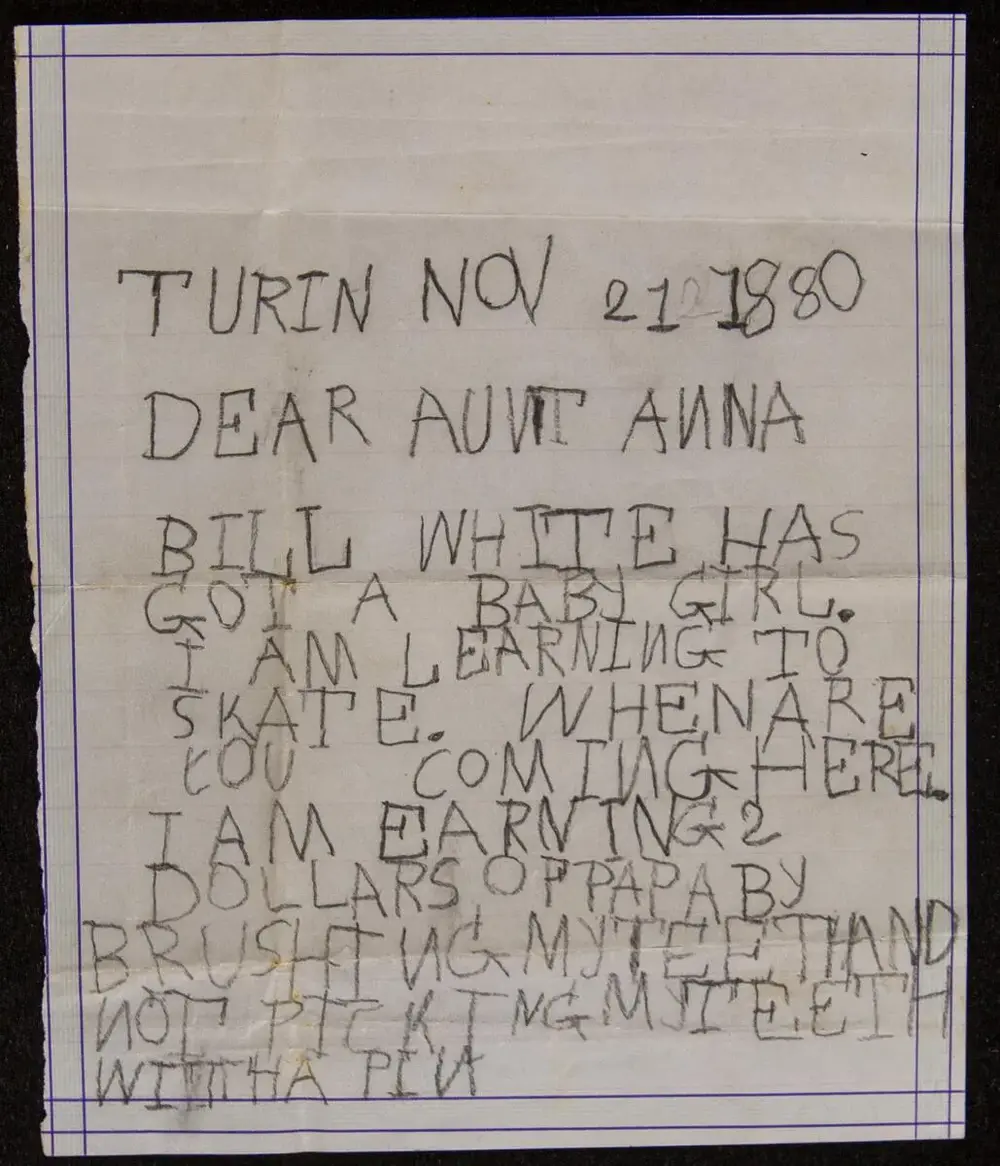 TURIN NOV 21 1880
DEAR AUNT ANNA
BILL WHITE HAS
GOT A BABY GIRL.
I AM LEARNING TO
SKATE. WHEN ARE
YOU COMING HERE.
I AM EARNING 2
DOLLARS OF PAPA BY
BRUSHING MY TEETH AND
NOT PICKING MY TEETH
WITH A PIN